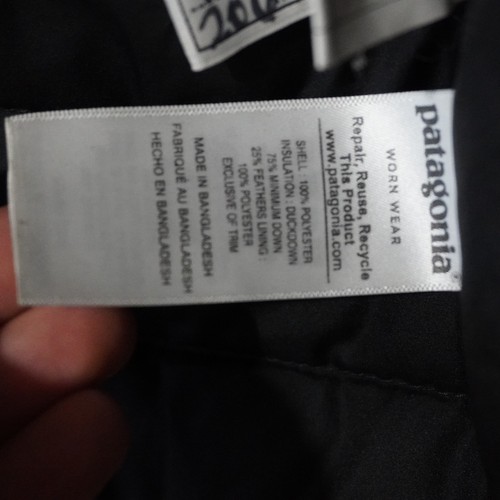 patagonia
WORN WEAR
Repair, Reuse, Recycle
This Product
www.patagonia.com
SHELL : 100% POLYESTER
INSULATION : DUCKDOWN
75% MINIMUM DOWN
25% FEATHERS LINING :
100% POLYESTER
EXCLUSIVE OF TRIM
MADE IN BANGLADESH
FABRIQUÉ AU BANGLADESH
HECHO EN BANGLADESH